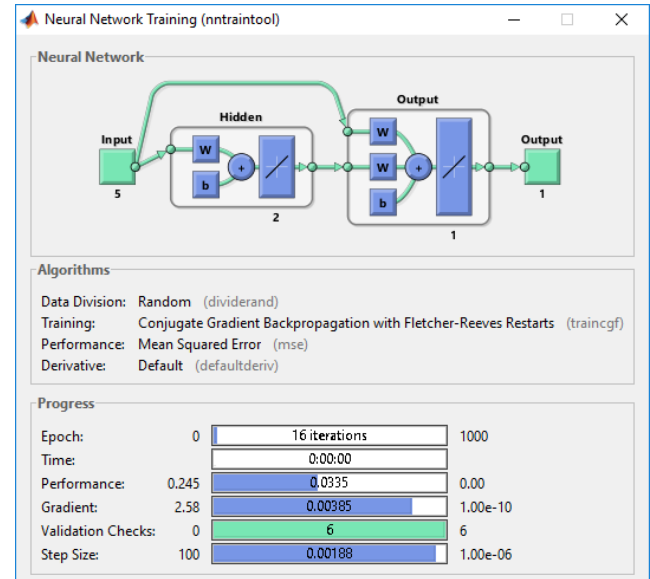 Neural Network Training (nntraintool)
Neural Network
Hidden
Output
Input
Output
W
W
W
b
+
+
b
5
2
1
1
Algorithms
Data Division: Random (dividerand)
Training: Conjugate Gradient Backpropagation with Fletcher-Reeves Restarts (traincgf)
Performance: Mean Squared Error (mse)
Derivative: Default (defaultderiv)
Progress
Epoch: 0 16 iterations 1000
Time: 0:00:00
Performance: 0.245 0.0335 0.00
Gradient: 2.58 0.00385 1.00e-10
Validation Checks: 0 6 6
Step Size: 100 0.00188 1.00e-06